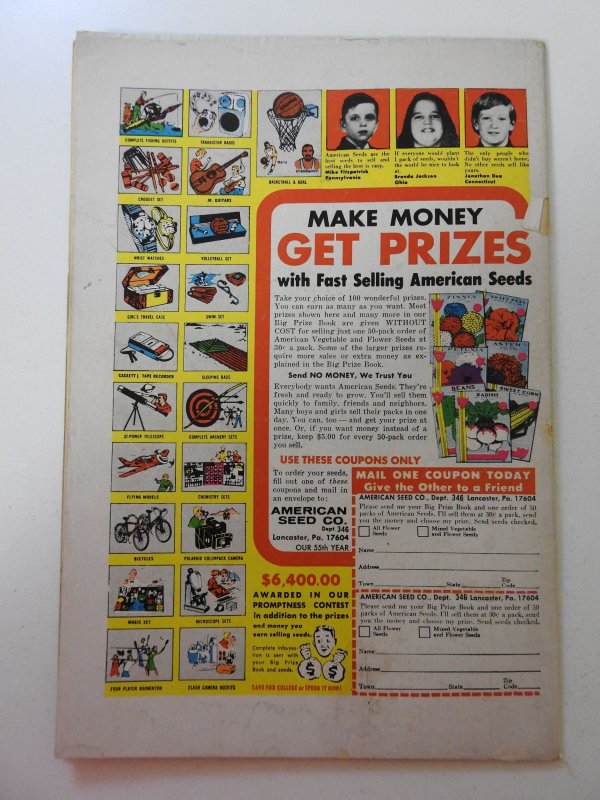 COMPLETE FISHING OUTFITS
TRANSISTOR RADIO
CROQUET SET
JR. GUITARS
BASKETBALL & GOAL
WRIST WATCHES
VOLLEYBALL SET
GIRL'S TRAVEL CASE
SWIM SET
CASSETTE TAPE RECORDER
SLEEPING BAGS
37-POWER TELESCOPE
COMPLETE ARCHERY SETS
FLYING MODELS
CHEMISTRY SETS
BICYCLES
POLAROID COLORPACK CAMERA
MAGIC SET
MICROSCOPE SETS
FOUR PLAYER BADMINTON
FLASH CAMERA OUTFITS
American Seeds are the
best seeds to sell and
selling the best is easy.
Mike Fitzpatrick
Pennsylvania
If everyone would plant
1 pack of seeds, wouldn't
the world be nice to look
at.
Brenda Jackson
Ohio
The only people who
didn't buy weren't home.
No other seeds sell like
yours.
Jonathan Dee
Connecticut
MAKE MONEY
GET PRIZES
with Fast Selling American Seeds
Take your choice of 100 wonderful prizes.
You can earn as many as you want. Most
prizes shown here and many more in our
Big Prize Book are given WITHOUT
COST for selling just one 50-pack order of
American Vegetable and Flower Seeds at
30¢ a pack. Some of the larger prizes re-
quire more sales or extra money as ex-
plained in the Big Prize Book.
Send NO MONEY, We Trust You
Everybody wants American Seeds. They're
fresh and ready to grow. You'll sell them
quickly to family, friends and neighbors.
Many boys and girls sell their packs in one
day. You can, too — and get your prize at
once. Or, if you want money instead of a
prize, keep $5.00 for every 50-pack order
you sell.
ZINNIA
PETUNIA
ASTER
BEANS
RADISH
SWEET CORN
USE THESE COUPONS ONLY
To order your seeds,
fill out one of these
coupons and mail in
an envelope to:
AMERICAN
SEED CO.
Dept. 346
Lancaster, Pa. 17604
OUR 55th YEAR
$6,400.00
AWARDED IN OUR
PROMPTNESS CONTEST
In addition to the prizes
and money you
earn selling seeds.
Complete informa-
tion is sent with
your Big Prize
Book and seeds.
SAVE FOR COLLEGE or SPEND IT NOW!
MAIL ONE COUPON TODAY
Give the Other to a Friend
AMERICAN SEED CO., Dept. 346 Lancaster, Pa. 17604
Please send me your Big Prize Book and one order of 50
packs of American Seeds. I'll sell them at 30¢ a pack, send
you the money and choose my prize. Send seeds checked.
All Flower Seeds
Mixed Vegetable and Flower Seeds
Name
Address
Town State Zip Code
AMERICAN SEED CO., Dept. 346 Lancaster, Pa. 17604
Please send me your Big Prize Book and one order of 50
packs of American Seeds. I'll sell them at 30¢ a pack, send
you the money and choose my prize. Send seeds checked.
All Flower Seeds
Mixed Vegetable and Flower Seeds
Name
Address
Town State Zip Code